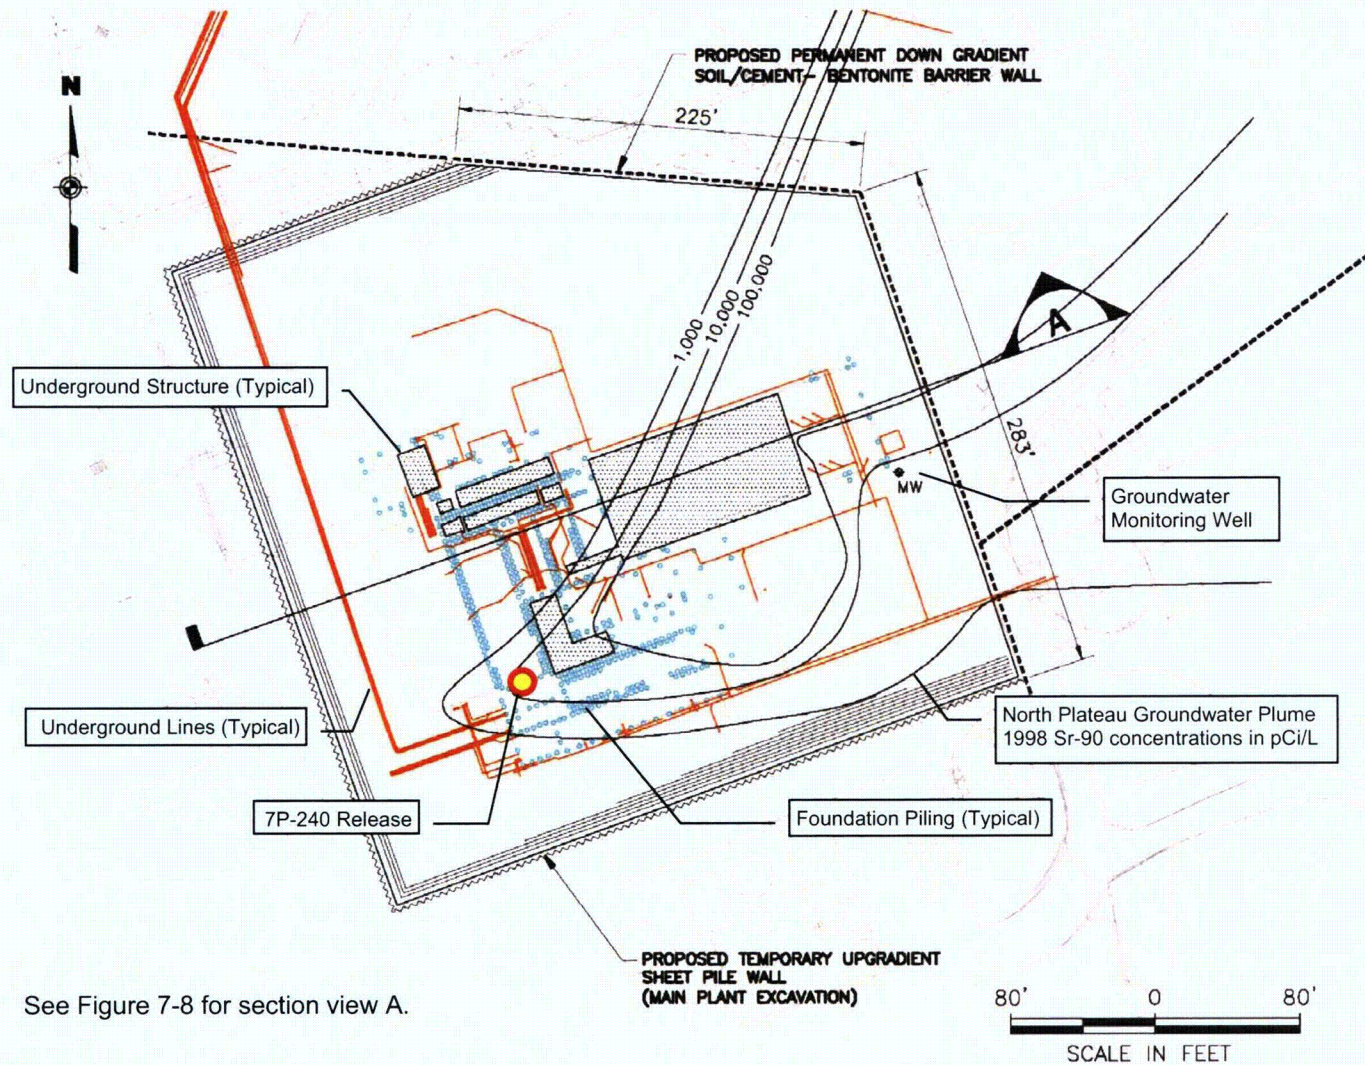 PROPOSED PERMANENT DOWN GRADIENT
SOIL/CEMENT- BENTONITE BARRIER WALL
N
225'
1,000
10,000
100,000
A
Underground Structure (Typical)
283'
MW
Groundwater
Monitoring Well
Underground Lines (Typical)
North Plateau Groundwater Plume
1998 Sr-90 concentrations in pCi/L
7P-240 Release
Foundation Piling (Typical)
PROPOSED TEMPORARY UPGRADIENT
SHEET PILE WALL
(MAIN PLANT EXCAVATION)
See Figure 7-8 for section view A.
80' 0 80'
SCALE IN FEET